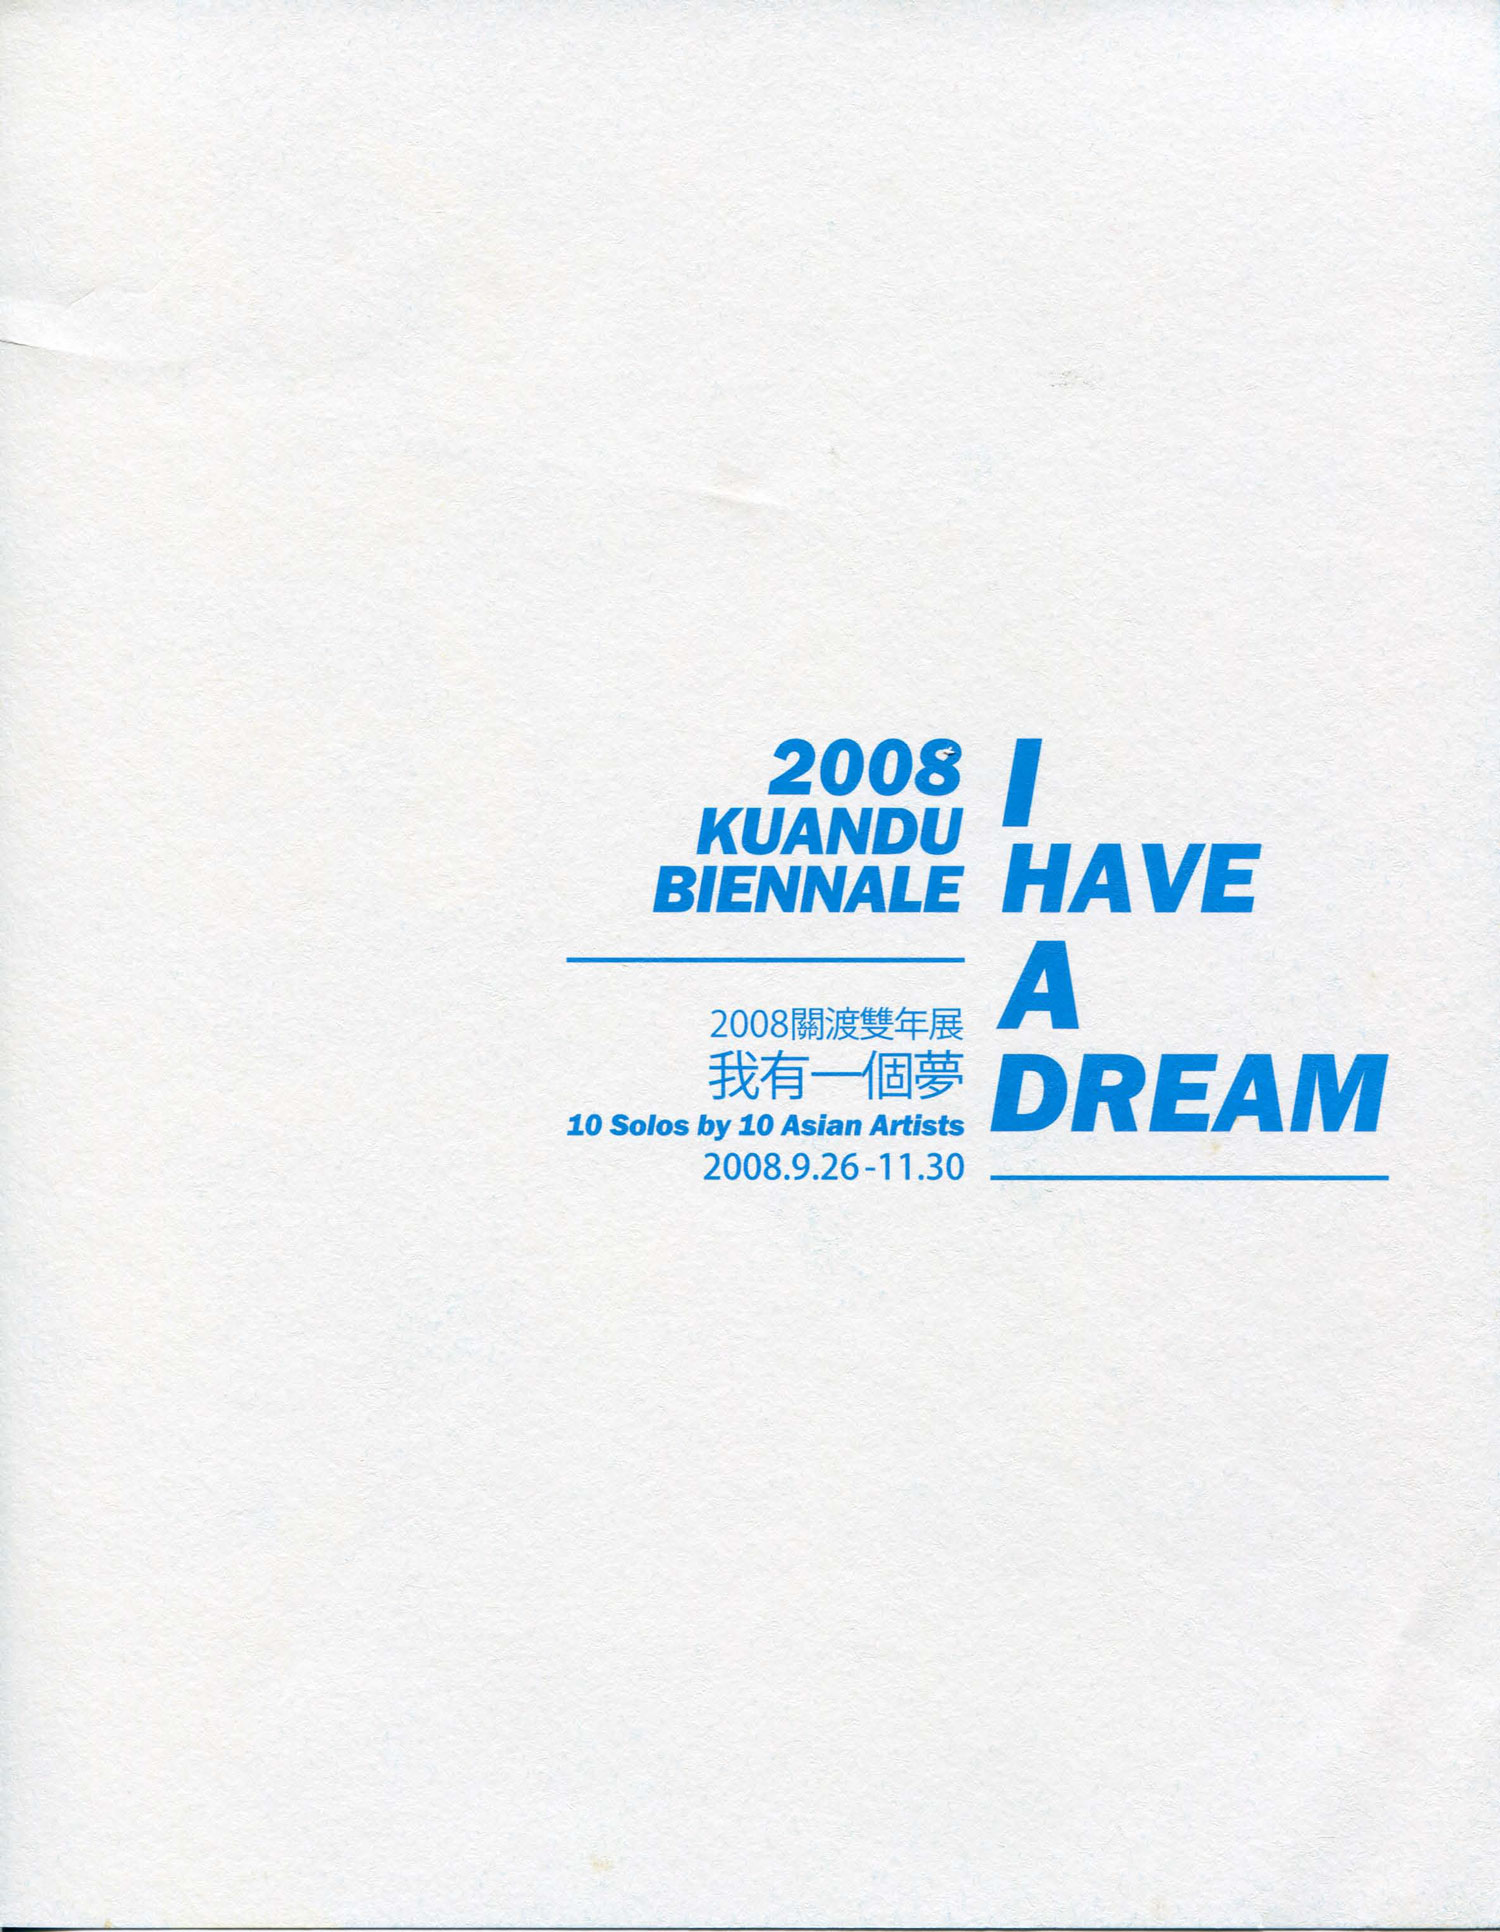 2008
KUANDU
BIENNALE
2008關渡雙年展
我有一個夢
10 Solos by 10 Asian Artists
2008.9.26-11.30
I
HAVE
A
DREAM